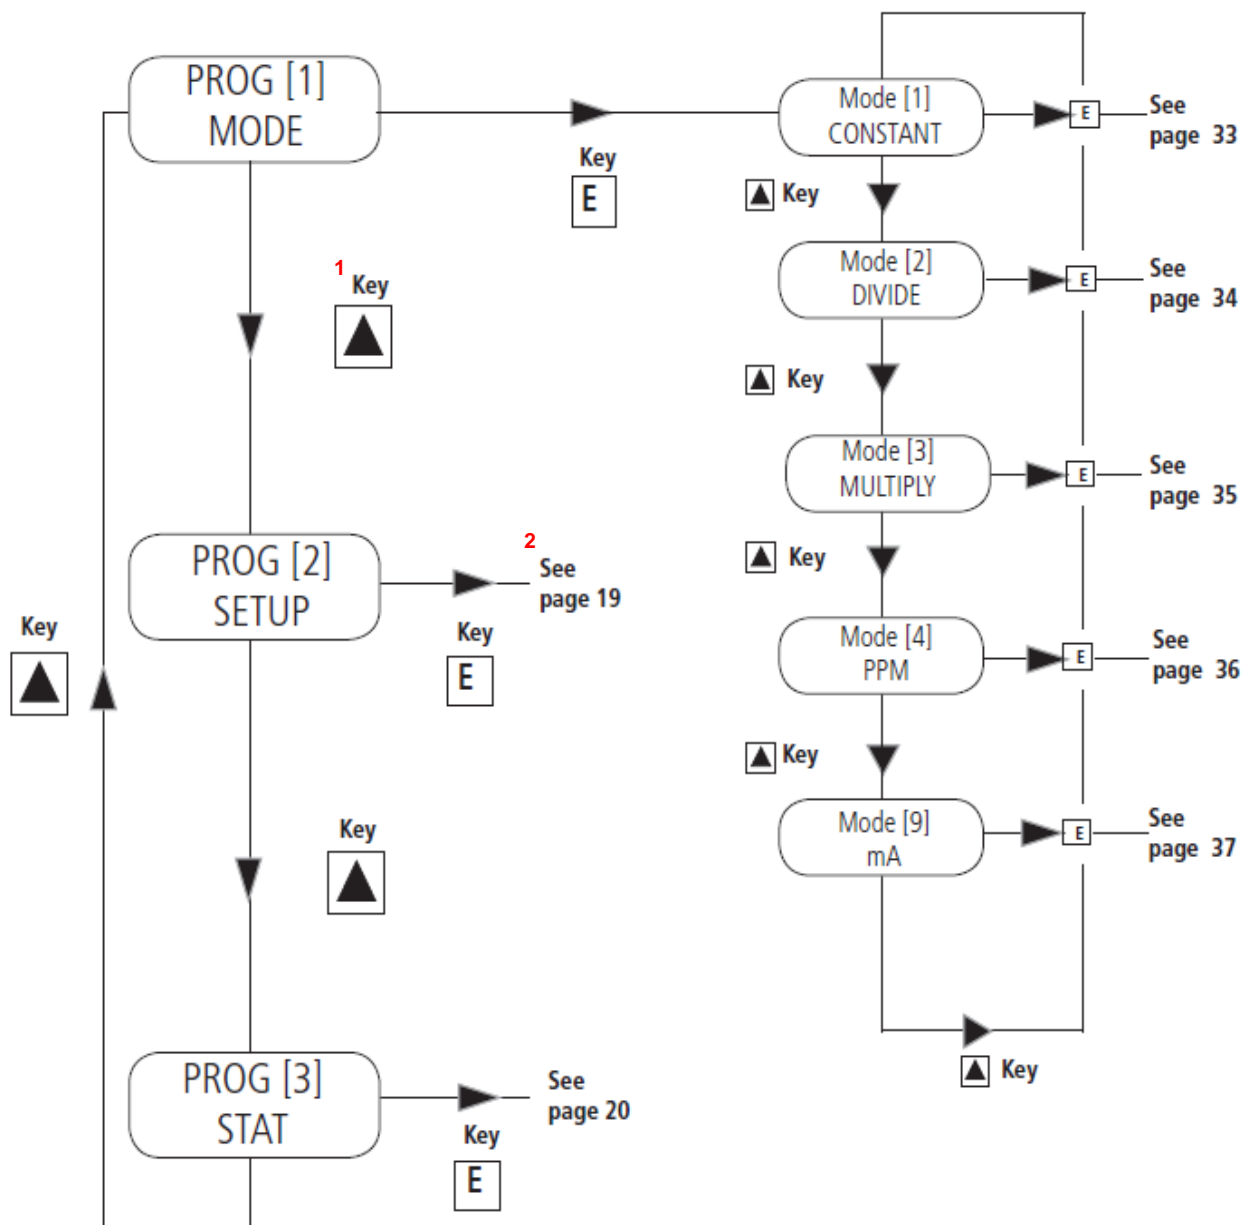 PROG [1]
MODE
Key
E
Mode [1]
CONSTANT
E
See
page 33
Key
Mode [2]
DIVIDE
E
See
page 34
1
Key
Key
Mode [3]
MULTIPLY
E
See
page 35
PROG [2]
SETUP
2
See
page 19
Key
E
Key
Mode [4]
PPM
E
See
page 36
Key
Key
Mode [9]
mA
E
See
page 37
Key
Key
PROG [3]
STAT
See
page 20
Key
E